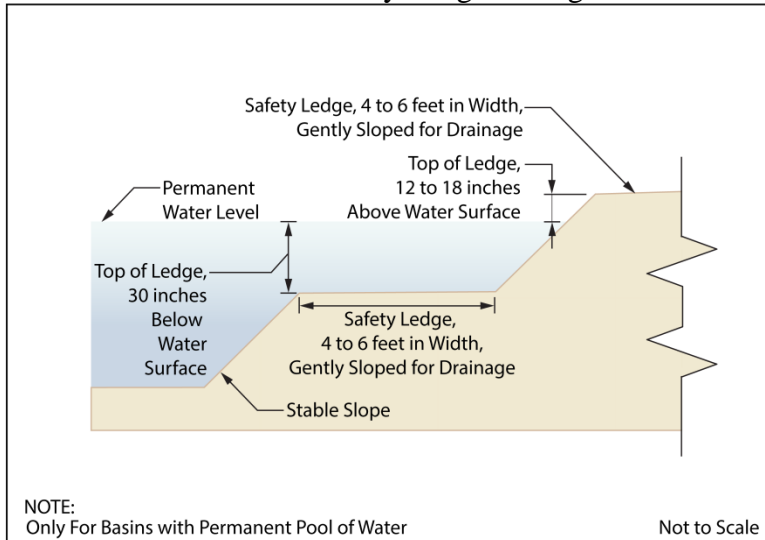 Safety Ledge, 4 to 6 feet in Width,
Gently Sloped for Drainage
Top of Ledge,
12 to 18 inches
Above Water Surface
Permanent
Water Level
Top of Ledge,
30 inches
Below
Water
Surface
Safety Ledge,
4 to 6 feet in Width,
Gently Sloped for Drainage
Stable Slope
NOTE:
Only For Basins with Permanent Pool of Water
Not to Scale